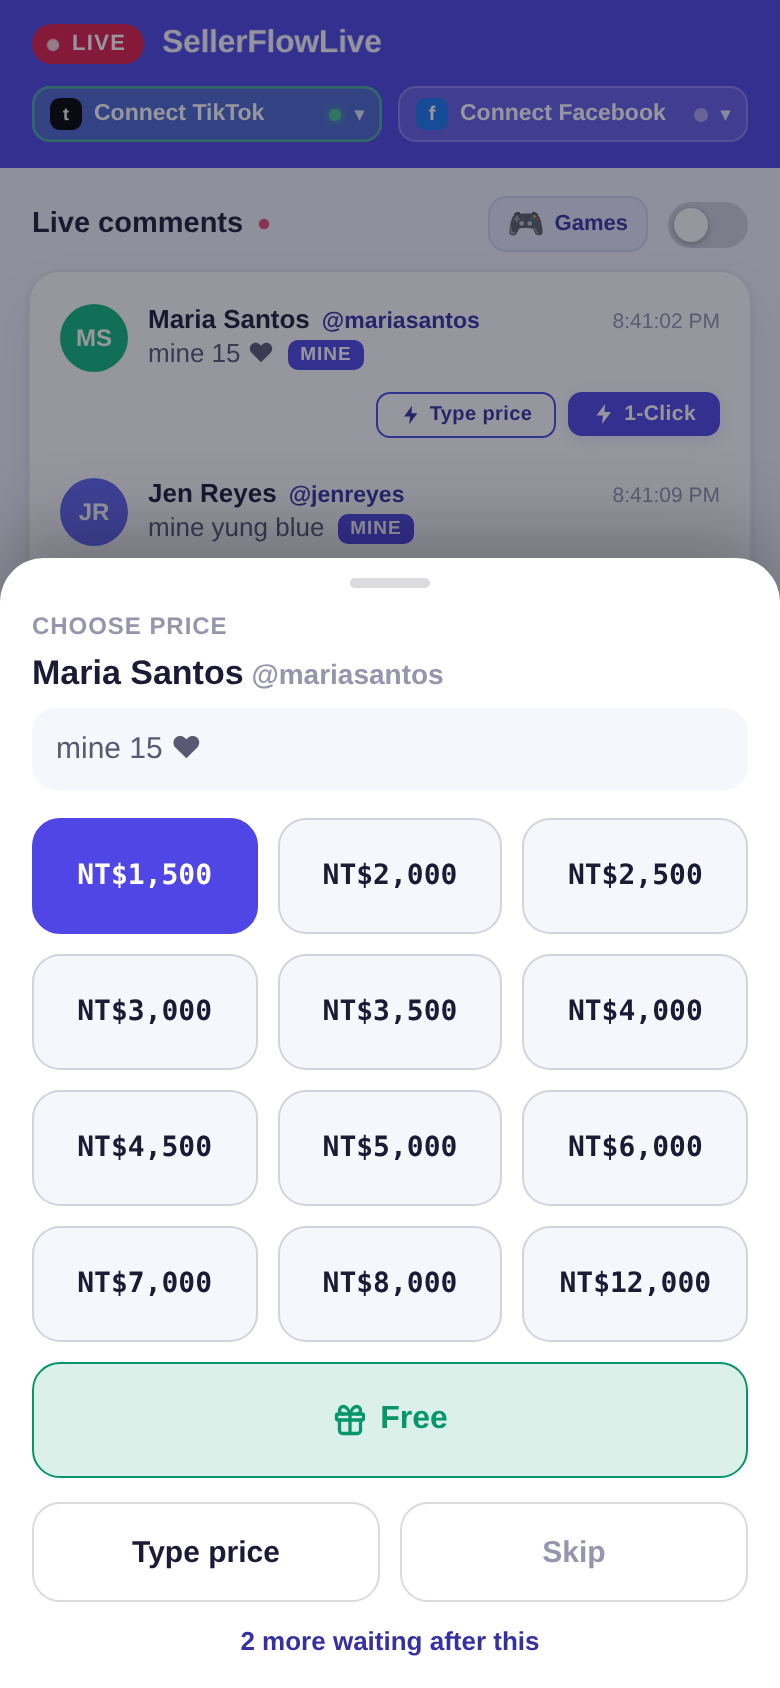 LIVE SellerFlowLive
t Connect TikTok ▾ f Connect Facebook ▾
Live comments 🎮 Games
MS Maria Santos @mariasantos 8:41:02 PM
mine 15 ♥ MINE
Type price 1-Click
JR Jen Reyes @jenreyes 8:41:09 PM
mine yung blue MINE
CHOOSE PRICE
Maria Santos @mariasantos
mine 15 ♥
NT$1,500 NT$2,000 NT$2,500
NT$3,000 NT$3,500 NT$4,000
NT$4,500 NT$5,000 NT$6,000
NT$7,000 NT$8,000 NT$12,000
Free
Type price Skip
2 more waiting after this